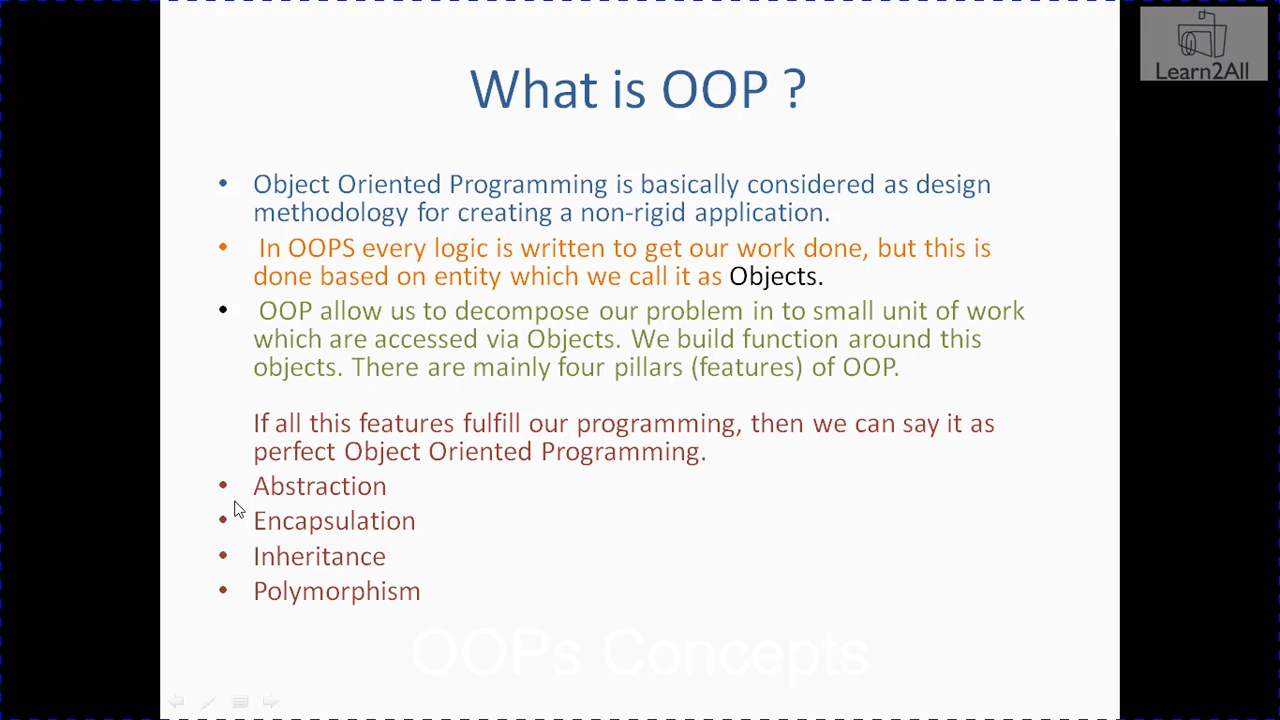 Learn2All
What is OOP ?
• Object Oriented Programming is basically considered as design
methodology for creating a non-rigid application.
• In OOPS every logic is written to get our work done, but this is
done based on entity which we call it as Objects.
• OOP allow us to decompose our problem in to small unit of work
which are accessed via Objects. We build function around this
objects. There are mainly four pillars (features) of OOP.
If all this features fulfill our programming, then we can say it as
perfect Object Oriented Programming.
• Abstraction
• Encapsulation
• Inheritance
• Polymorphism
OOPs Concepts